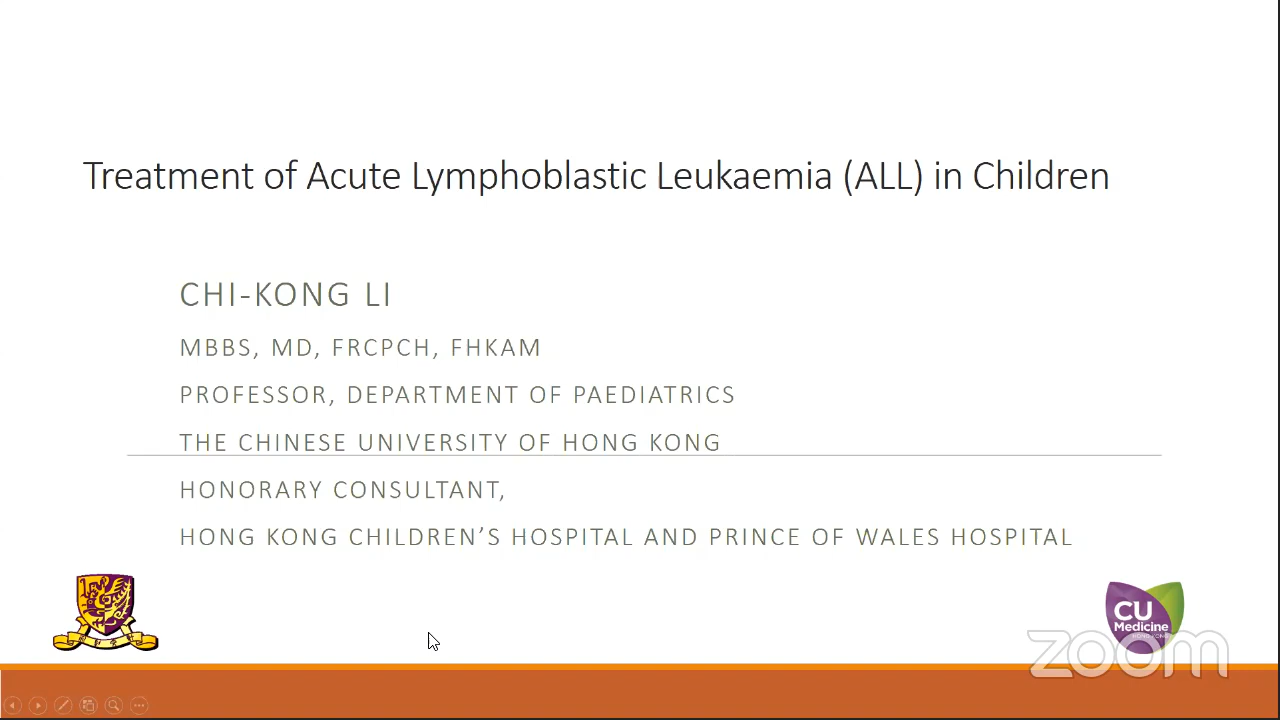 Treatment of Acute Lymphoblastic Leukaemia (ALL) in Children
CHI-KONG LI
MBBS, MD, FRCPCH, FHKAM
PROFESSOR, DEPARTMENT OF PAEDIATRICS
THE CHINESE UNIVERSITY OF HONG KONG
HONORARY CONSULTANT,
HONG KONG CHILDREN’S HOSPITAL AND PRINCE OF WALES HOSPITAL
CU
Medicine
HONG KONG
zoom